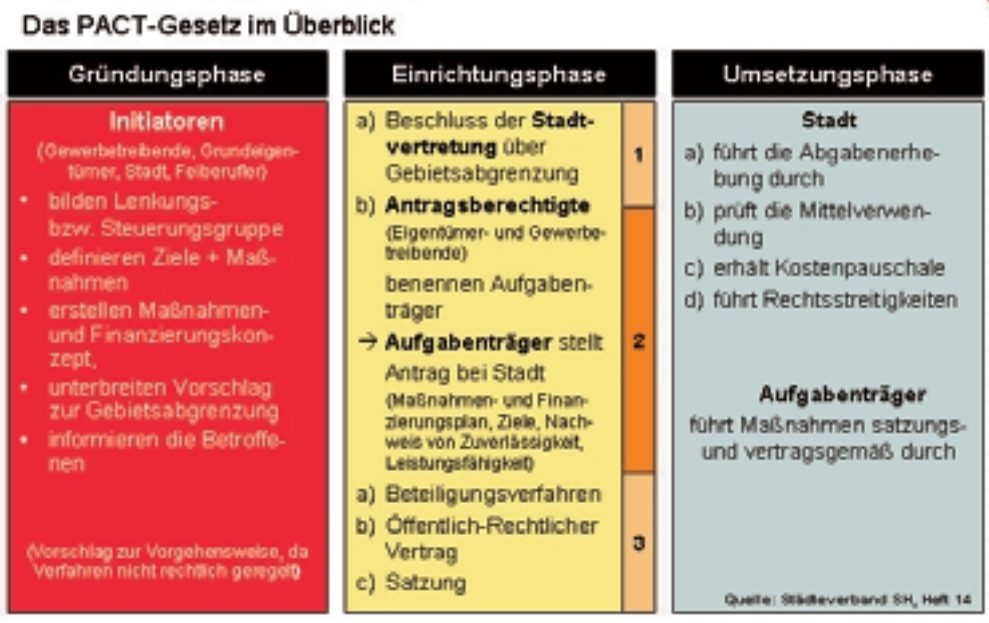 Das PACT-Gesetz im Überblick
Gründungsphase
Initiatoren
(Gewerbetreibende, Grundeigen-
tümer, Stadt, Feiberufler)
• bilden Lenkungs-
bzw. Steuerungsgruppe
• definieren Ziele + Maß-
nahmen
• erstellen Maßnahmen-
und Finanzierungskon-
zept,
• unterbreiten Vorschlag
zur Gebietsabgrenzung
• informieren die Betroffe-
nen
(Vorschlag zur Vorgehensweise, da
Verfahren nicht rechtlich geregelt)
Einrichtungsphase
a) Beschluss der Stadt-
vertretung über
Gebietsabgrenzung
1
b) Antragsberechtigte
(Eigentümer- und Gewerbe-
treibende)
benennen Aufgaben-
träger
→ Aufgabenträger stellt
2
Antrag bei Stadt
(Maßnahmen- und Finan-
zierungsplan, Ziele, Nach-
weis von Zuverlässigkeit,
Leistungsfähigkeit)
a) Beteiligungsverfahren
b) Öffentlich-Rechtlicher
Vertrag
3
c) Satzung
Umsetzungsphase
Stadt
a) führt die Abgabenerhe-
bung durch
b) prüft die Mittelverwen-
dung
c) erhält Kostenpauschale
d) führt Rechtsstreitigkeiten
Aufgabenträger
führt Maßnahmen satzungs-
und vertragsgemäß durch
Quelle: Städteverband SH, Heft 14